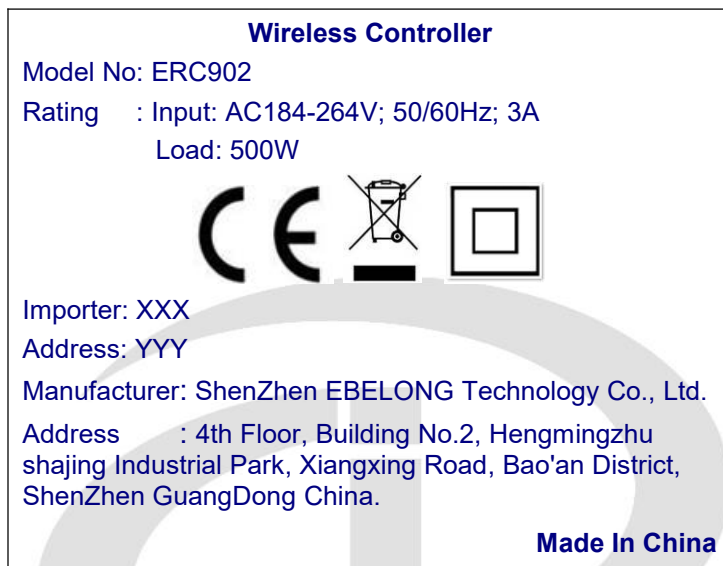 Wireless Controller
Model No: ERC902
Rating : Input: AC184-264V; 50/60Hz; 3A
Load: 500W
CE
Importer: XXX
Address: YYY
Manufacturer: ShenZhen EBELONG Technology Co., Ltd.
Address : 4th Floor, Building No.2, Hengmingzhu
shajing Industrial Park, Xiangxing Road, Bao'an District,
ShenZhen GuangDong China.
Made In China